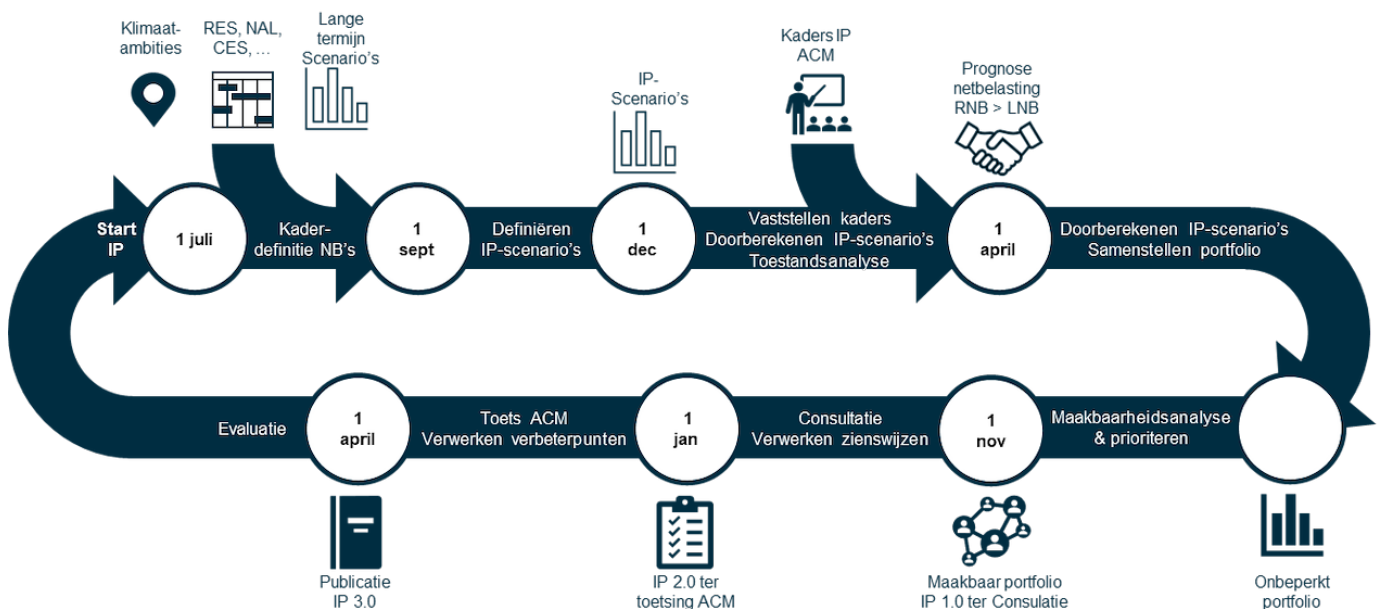 Klimaat-
ambities
RES, NAL,
CES, ...
Lange
termijn
Scenario's
IP-
Scenario's
Kaders IP
ACM
Prognose
netbelasting
RNB > LNB
Start
IP
1 juli
Kader-
definitie NB's
1
sept
Definiëren
IP-scenario's
1
dec
Vaststellen kaders
Doorberekenen IP-scenario's
Toestandsanalyse
1
april
Doorberekenen IP-scenario's
Samenstellen portfolio
Evaluatie
1
april
Toets ACM
Verwerken verbeterpunten
1
jan
Consultatie
Verwerken zienswijzen
1
nov
Maakbaarheidsanalyse
& prioriteren
Publicatie
IP 3.0
IP 2.0 ter
toetsing ACM
Maakbaar portfolio
IP 1.0 ter Consulatie
Onbeperkt
portfolio